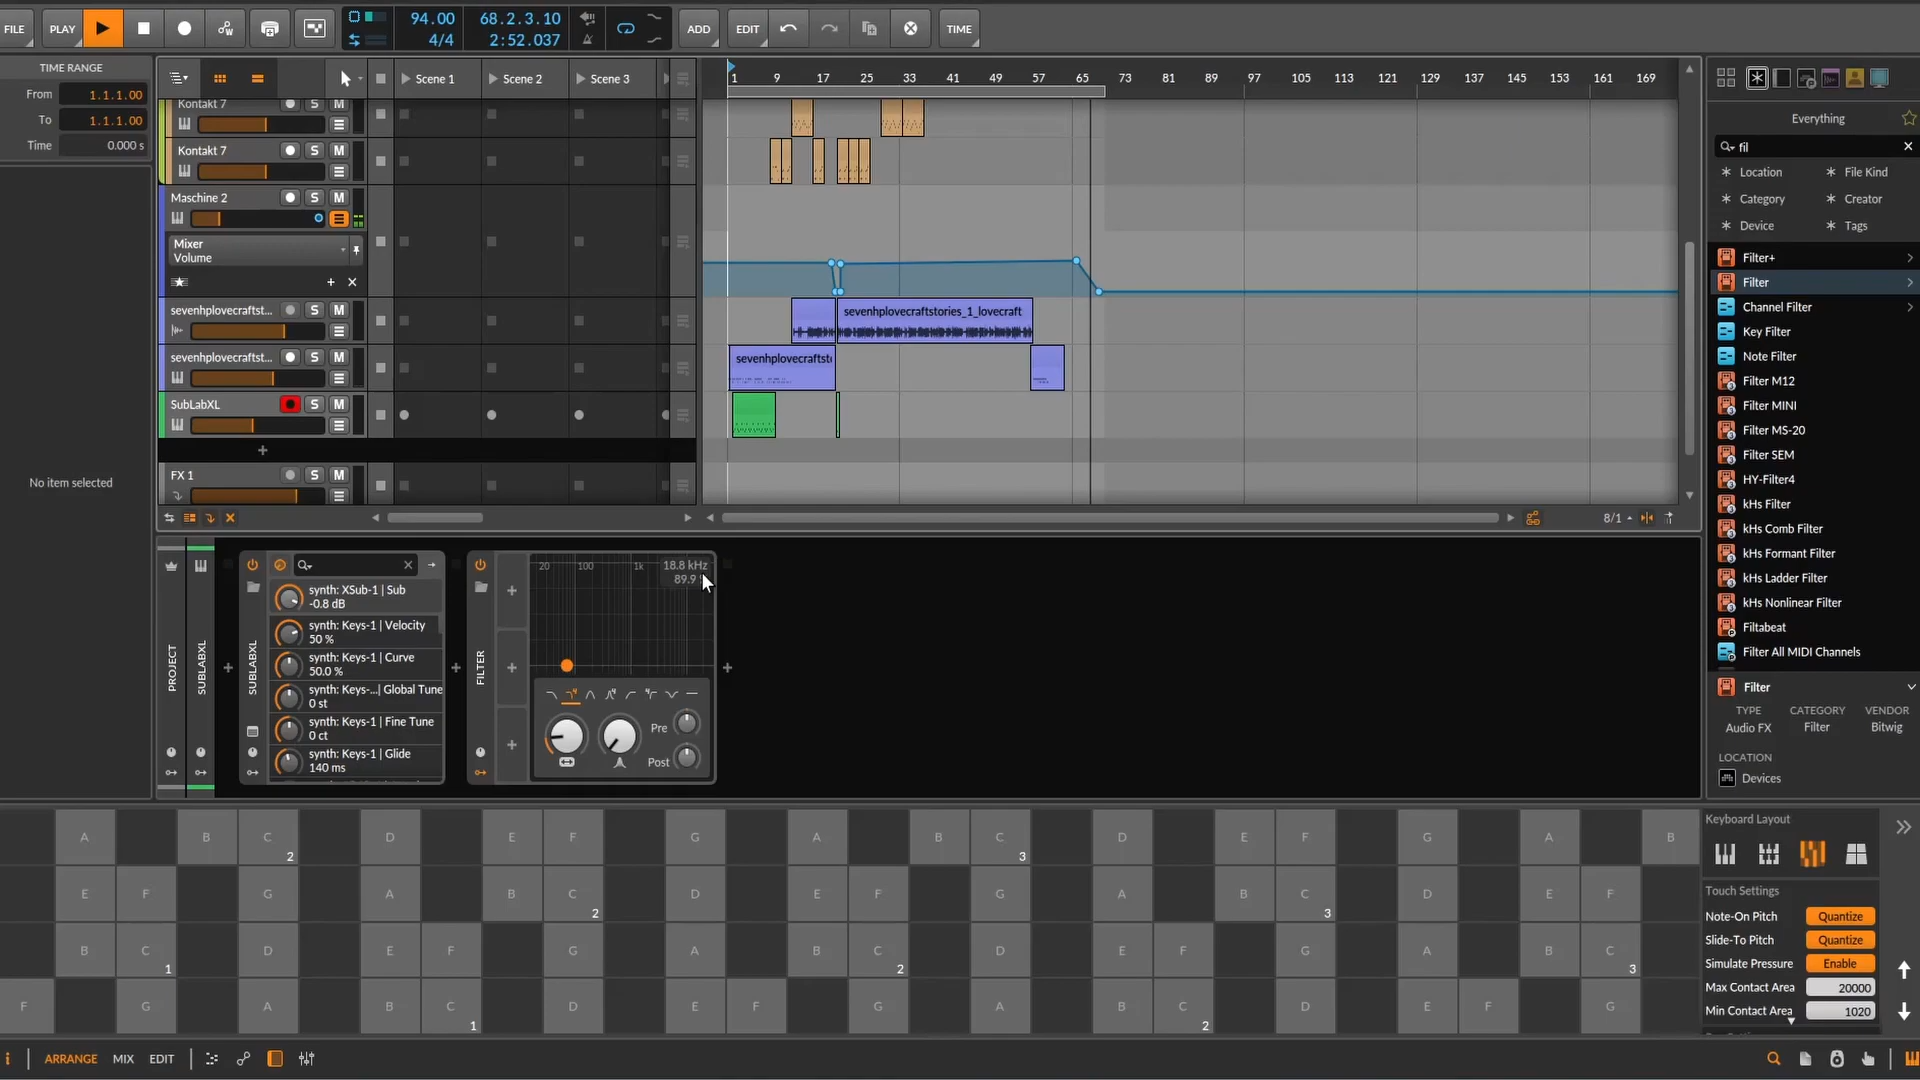 FILE
PLAY
94.00
4/4
68.2.3.10
2:52.037
ADD
EDIT
TIME
TIME RANGE
From 1.1.1.00
To 1.1.1.00
Time 0.000 s
No item selected
Scene 1
Scene 2
Scene 3
1 9 17 25 33 41 49 57 65 73 81 89 97 105 113 121 129 137 145 153 161 169
Kontakt 7 S M
Kontakt 7 S M
Maschine 2 S M
Mixer
Volume
sevenhplovecraftst... S M
sevenhplovecraftstories_1_lovecraft
sevenhplovecraftst... S M
SubLabXL S M
FX 1 S M
8/1
PROJECT
SUBLABXL
SUBLABXL
synth: XSub-1 | Sub
-0.8 dB
synth: Keys-1 | Velocity
50 %
synth: Keys-1 | Curve
50.0 %
synth: Keys-...| Global Tune
0 st
synth: Keys-1 | Fine Tune
0 ct
synth: Keys-1 | Glide
140 ms
FILTER
20 100 1k
18.8 kHz
89.9
Pre
Post
Everything
fil
Location
File Kind
Category
Creator
Device
Tags
Filter+
Filter
Channel Filter
Key Filter
Note Filter
Filter M12
Filter MINI
Filter MS-20
Filter SEM
HY-Filter4
kHs Filter
kHs Comb Filter
kHs Formant Filter
kHs Ladder Filter
kHs Nonlinear Filter
Filtabeat
Filter All MIDI Channels
Filter
TYPE CATEGORY VENDOR
Audio FX Filter Bitwig
LOCATION
Devices
A B C 2 D E F G A B C 3 D E F G A B
E F G A B C 2 D E F G A B C 3 D E F
B C 1 D E F G A B C 2 D E F G A B C 3
F G A B C 1 D E F G A B C 2 D E F G
Keyboard Layout
Touch Settings
Note-On Pitch Quantize
Slide-To Pitch Quantize
Simulate Pressure Enable
Max Contact Area 20000
Min Contact Area 1020
ARRANGE MIX EDIT